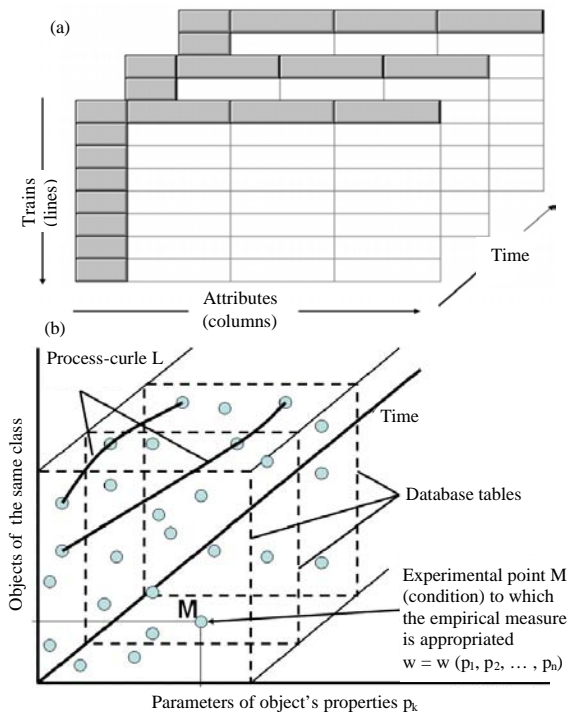 (a)
Trains
(lines)
Time
Attributes
(columns)
(b)
Process-curle L
Time
Objects of the same class
Database tables
Experimental point M
(condition) to which
the empirical measure
is appropriated
w = w (p₁, p₂, … , pₙ)
M
Parameters of object's properties pₖ